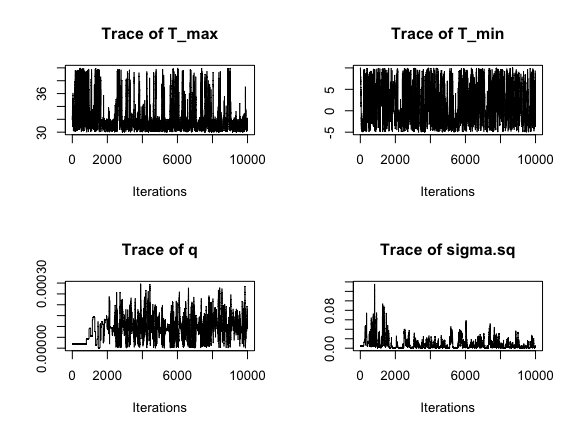 Trace of T_max
36
30
0 2000 6000 10000
Iterations
Trace of T_min
5
0
-5
0 2000 6000 10000
Iterations
Trace of q
0.00030
0.00000
0 2000 6000 10000
Iterations
Trace of sigma.sq
0.08
0.00
0 2000 6000 10000
Iterations